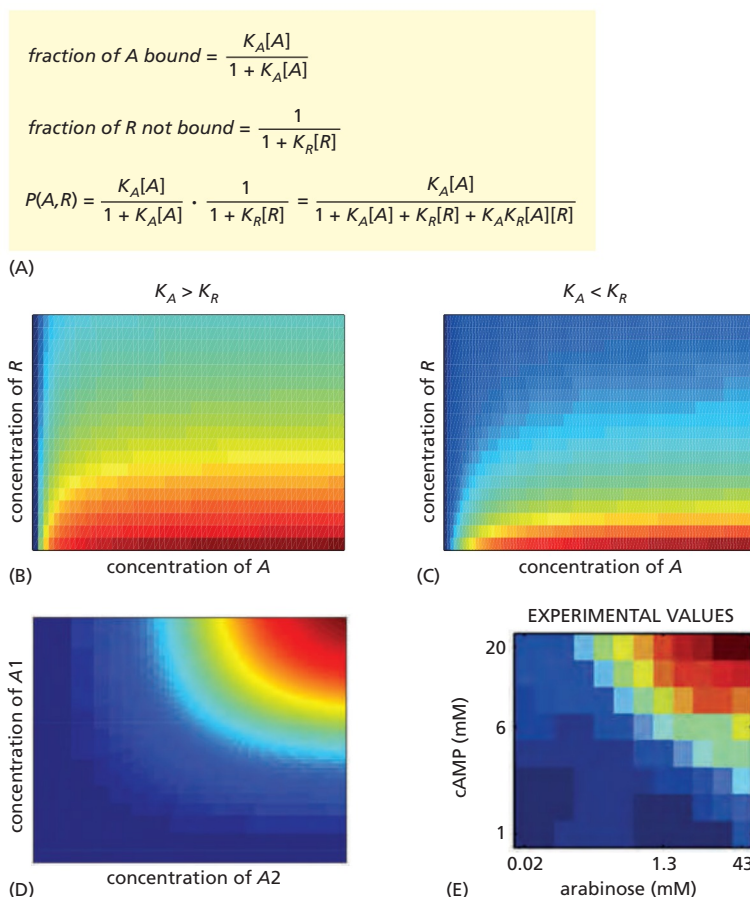 fraction of A bound = K_A[A] / 1 + K_A[A]
fraction of R not bound = 1 / 1 + K_R[R]
P(A,R) = K_A[A] / 1 + K_A[A] · 1 / 1 + K_R[R] = K_A[A] / 1 + K_A[A] + K_R[R] + K_AK_R[A][R]
(A)
K_A > K_R
concentration of R
concentration of A
(B)
K_A < K_R
concentration of R
concentration of A
(C)
concentration of A1
concentration of A2
(D)
EXPERIMENTAL VALUES
cAMP (mM)
20
6
1
0.02 1.3 43
arabinose (mM)
(E)